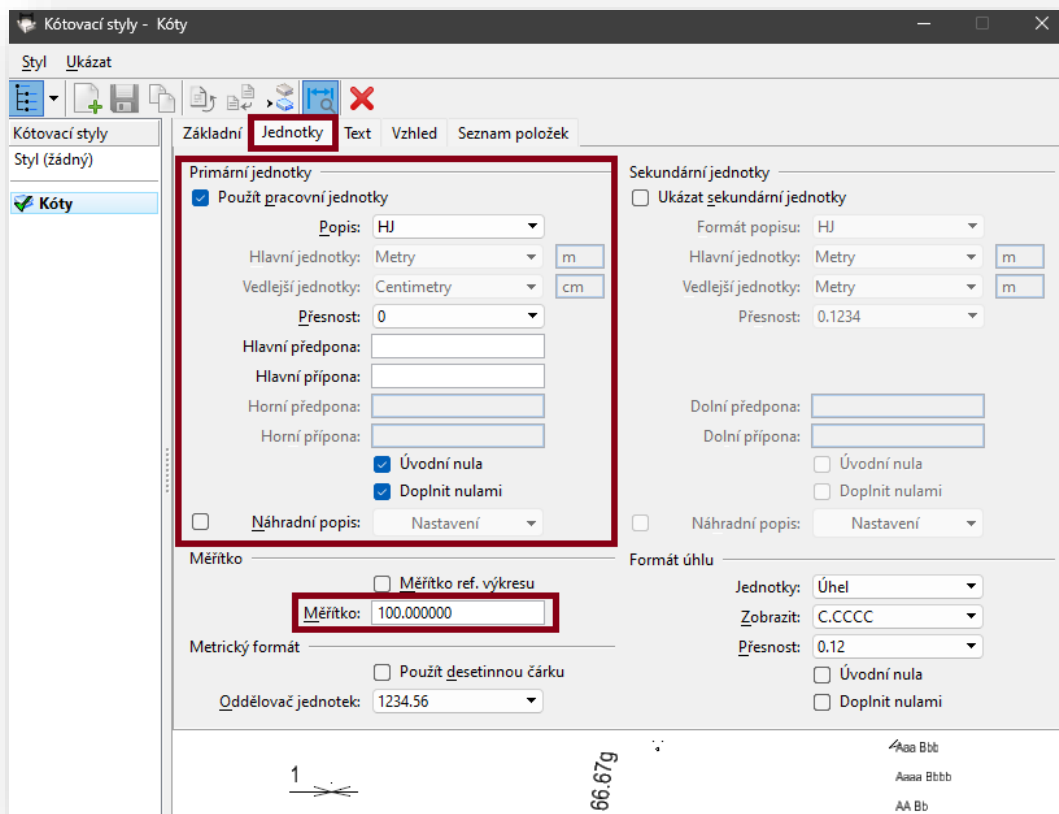 Kótovací styly - Kóty
Styl Ukázat
Kótovací styly
Styl (žádný)
Kóty
Základní Jednotky Text Vzhled Seznam položek
Primární jednotky
Použít pracovní jednotky
Popis: HJ
Hlavní jednotky: Metry m
Vedlejší jednotky: Centimetry cm
Přesnost: 0
Hlavní předpona:
Hlavní přípona:
Horní předpona:
Horní přípona:
Úvodní nula
Doplnit nulami
Náhradní popis: Nastavení
Sekundární jednotky
Ukázat sekundární jednotky
Formát popisu: HJ
Hlavní jednotky: Metry m
Vedlejší jednotky: Metry m
Přesnost: 0.1234
Dolní předpona:
Dolní přípona:
Úvodní nula
Doplnit nulami
Náhradní popis: Nastavení
Měřítko
Měřítko ref. výkresu
Měřítko: 100.000000
Metrický formát
Použít desetinnou čárku
Oddělovač jednotek: 1234.56
Formát úhlu
Jednotky: Úhel
Zobrazit: C.CCCC
Přesnost: 0.12
Úvodní nula
Doplnit nulami
1
66.67g
Aaa Bbb
Aaaa Bbbb
AA Bb